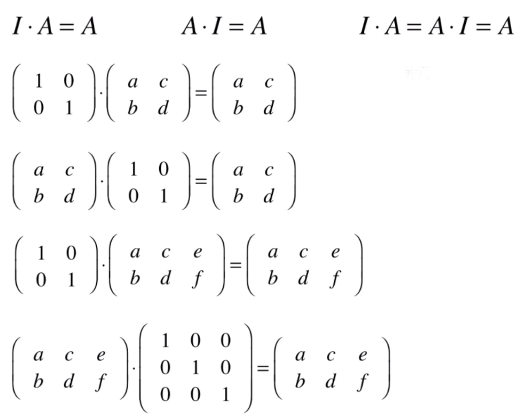 I · A = A    A · I = A    I · A = A · I = A
( 1 0 ; 0 1 ) · ( a c ; b d ) = ( a c ; b d )
( a c ; b d ) · ( 1 0 ; 0 1 ) = ( a c ; b d )
( 1 0 ; 0 1 ) · ( a c e ; b d f ) = ( a c e ; b d f )
( a c e ; b d f ) · ( 1 0 0 ; 0 1 0 ; 0 0 1 ) = ( a c e ; b d f )